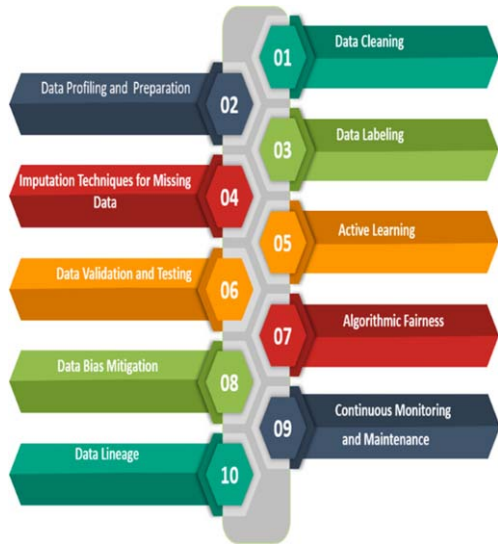 01
Data Cleaning
Data Profiling and Preparation
02
03
Data Labeling
Imputation Techniques for Missing
Data
04
05
Active Learning
Data Validation and Testing
06
07
Algorithmic Fairness
Data Bias Mitigation
08
09
Continuous Monitoring
and Maintenance
Data Lineage
10